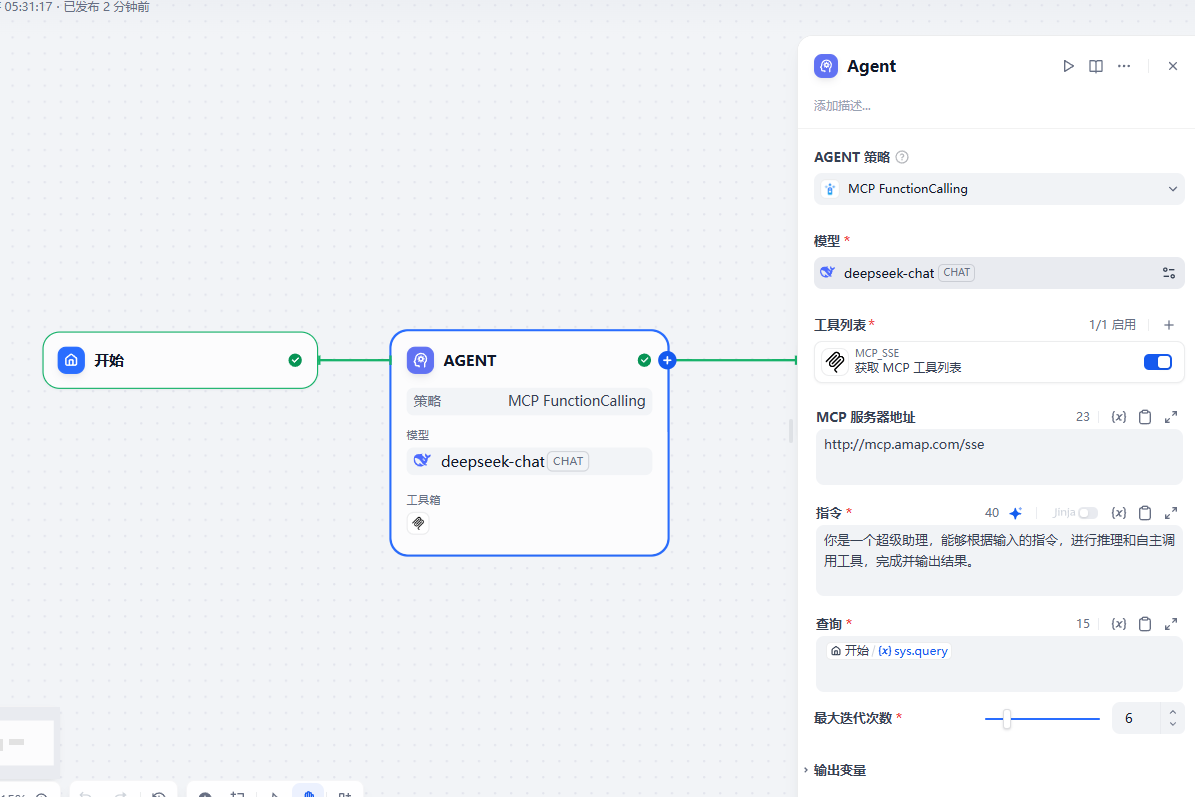 05:31:17 · 已发布 2 分钟前
开始
AGENT
策略 MCP FunctionCalling
模型
deepseek-chat CHAT
工具箱
Agent
添加描述...
AGENT 策略
MCP FunctionCalling
模型 *
deepseek-chat CHAT
工具列表 * 1/1 启用
MCP_SSE
获取 MCP 工具列表
MCP 服务器地址 23 {x}
http://mcp.amap.com/sse
指令 * 40 Jinja {x}
你是一个超级助理，能够根据输入的指令，进行推理和自主调
用工具，完成并输出结果。
查询 * 15 {x}
开始 / {x} sys.query
最大迭代次数 * 6
输出变量